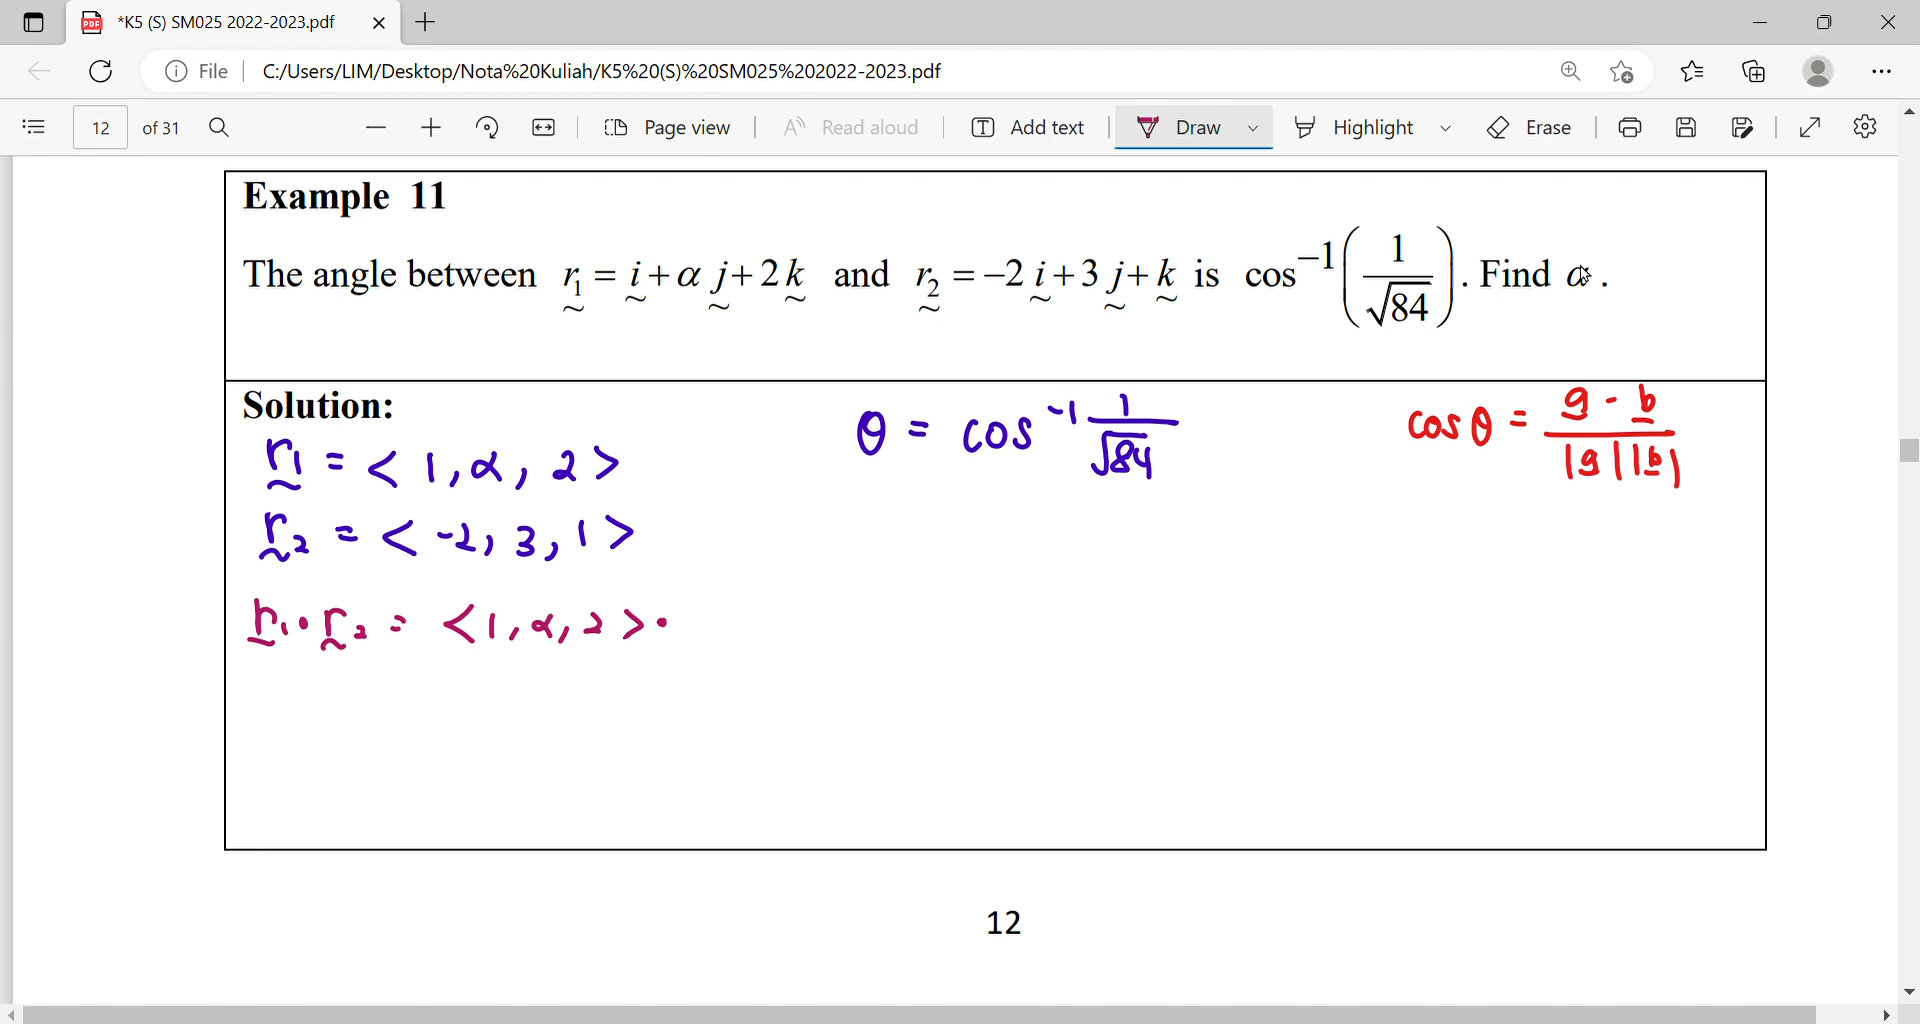 *K5 (S) SM025 2022-2023.pdf
File C:/Users/LIM/Desktop/Nota%20Kuliah/K5%20(S)%20SM025%202022-2023.pdf
12 of 31 Page view Read aloud Add text Draw Highlight Erase
Example 11
The angle between r₁ = i + α j + 2 k and r₂ = −2 i + 3 j + k is cos⁻¹(1/√84). Find α.
Solution:
θ = cos⁻¹ 1/√84
cos θ = a · b / |a||b|
r₁ = < 1, α, 2 >
r₂ = < -2, 3, 1 >
r₁ • r₂ = < 1, α, 2 > •
12